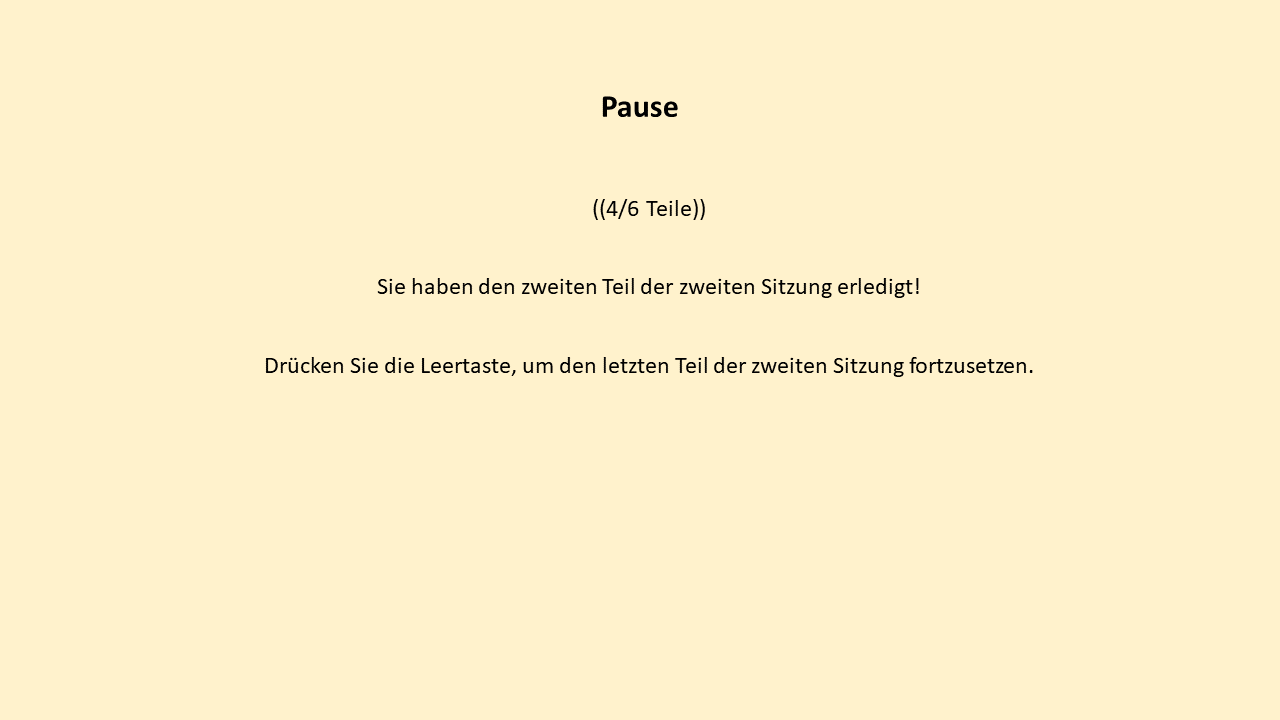 Pause
((4/6 Teile))
Sie haben den zweiten Teil der zweiten Sitzung erledigt!
Drücken Sie die Leertaste, um den letzten Teil der zweiten Sitzung fortzusetzen.